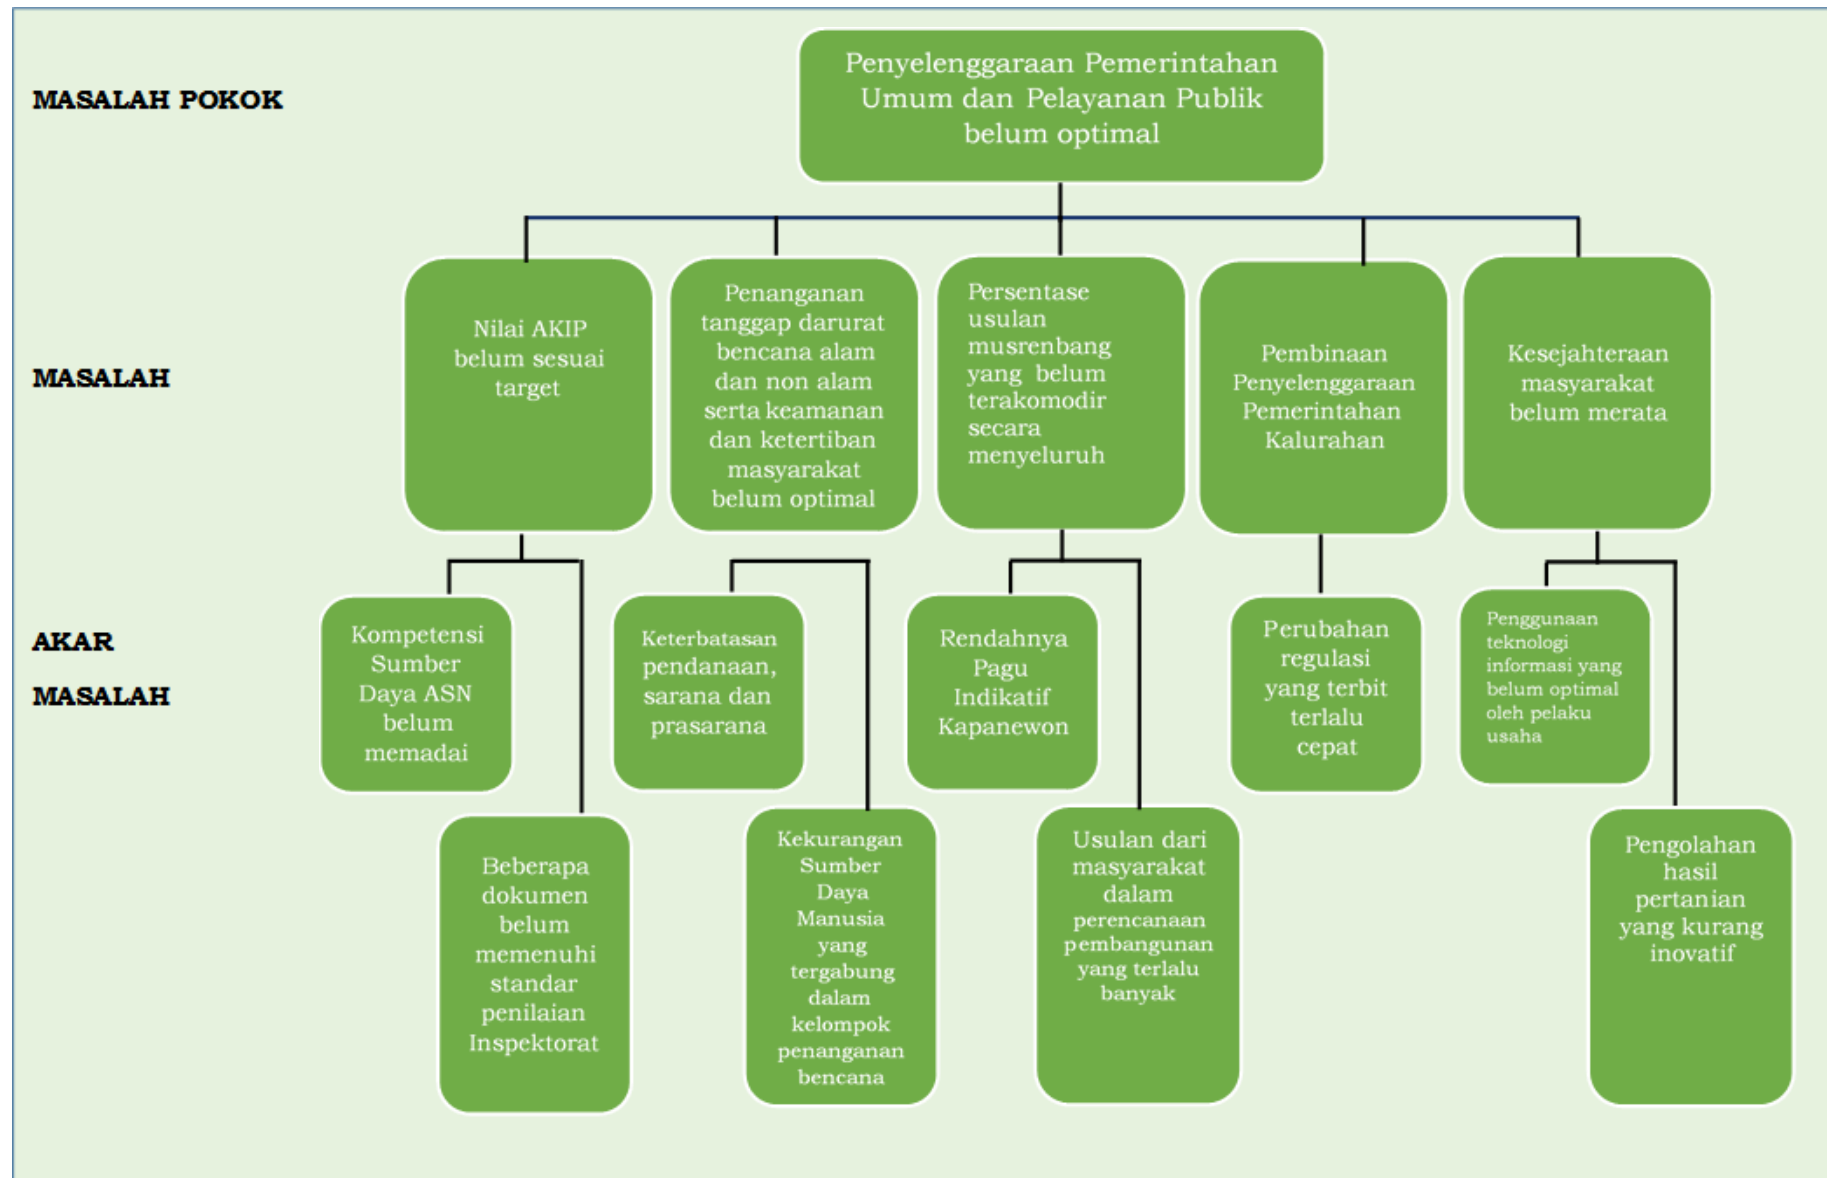 MASALAH POKOK
Penyelenggaraan Pemerintahan
Umum dan Pelayanan Publik
belum optimal
MASALAH
Nilai AKIP
belum sesuai
target
Penanganan
tanggap darurat
bencana alam
dan non alam
serta keamanan
dan ketertiban
masyarakat
belum optimal
Persentase
usulan
musrenbang
yang belum
terakomodir
secara
menyeluruh
Pembinaan
Penyelenggaraan
Pemerintahan
Kalurahan
Kesejahteraan
masyarakat
belum merata
AKAR
MASALAH
Kompetensi
Sumber
Daya ASN
belum
memadai
Keterbatasan
pendanaan,
sarana dan
prasarana
Rendahnya
Pagu
Indikatif
Kapanewon
Perubahan
regulasi
yang terbit
terlalu
cepat
Penggunaan
teknologi
informasi yang
belum optimal
oleh pelaku
usaha
Beberapa
dokumen
belum
memenuhi
standar
penilaian
Inspektorat
Kekurangan
Sumber
Daya
Manusia
yang
tergabung
dalam
kelompok
penanganan
bencana
Usulan dari
masyarakat
dalam
perencanaan
pembangunan
yang terlalu
banyak
Pengolahan
hasil
pertanian
yang kurang
inovatif